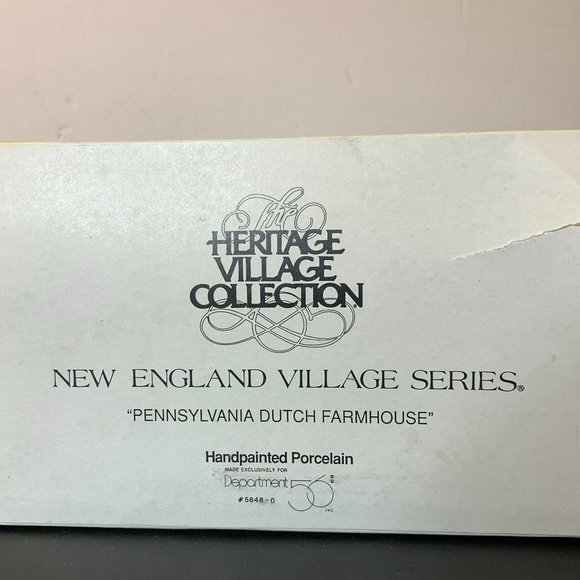 The
HERITAGE
VILLAGE
COLLECTION
NEW ENGLAND VILLAGE SERIES®
"PENNSYLVANIA DUTCH FARMHOUSE"
Handpainted Porcelain
MADE EXCLUSIVELY FOR
Department 56®
INC.
#5648-0